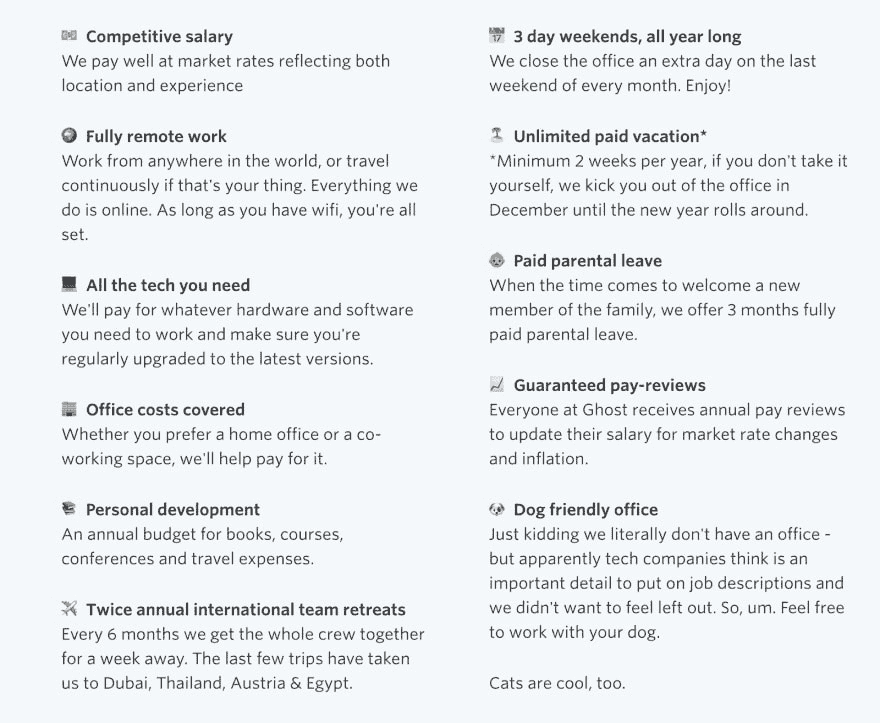 Competitive salary
We pay well at market rates reflecting both
location and experience
Fully remote work
Work from anywhere in the world, or travel
continuously if that's your thing. Everything we
do is online. As long as you have wifi, you're all
set.
All the tech you need
We'll pay for whatever hardware and software
you need to work and make sure you're
regularly upgraded to the latest versions.
Office costs covered
Whether you prefer a home office or a co-
working space, we'll help pay for it.
Personal development
An annual budget for books, courses,
conferences and travel expenses.
Twice annual international team retreats
Every 6 months we get the whole crew together
for a week away. The last few trips have taken
us to Dubai, Thailand, Austria & Egypt.
17
3 day weekends, all year long
We close the office an extra day on the last
weekend of every month. Enjoy!
Unlimited paid vacation*
*Minimum 2 weeks per year, if you don't take it
yourself, we kick you out of the office in
December until the new year rolls around.
Paid parental leave
When the time comes to welcome a new
member of the family, we offer 3 months fully
paid parental leave.
Guaranteed pay-reviews
Everyone at Ghost receives annual pay reviews
to update their salary for market rate changes
and inflation.
Dog friendly office
Just kidding we literally don't have an office -
but apparently tech companies think is an
important detail to put on job descriptions and
we didn't want to feel left out. So, um. Feel free
to work with your dog.
Cats are cool, too.